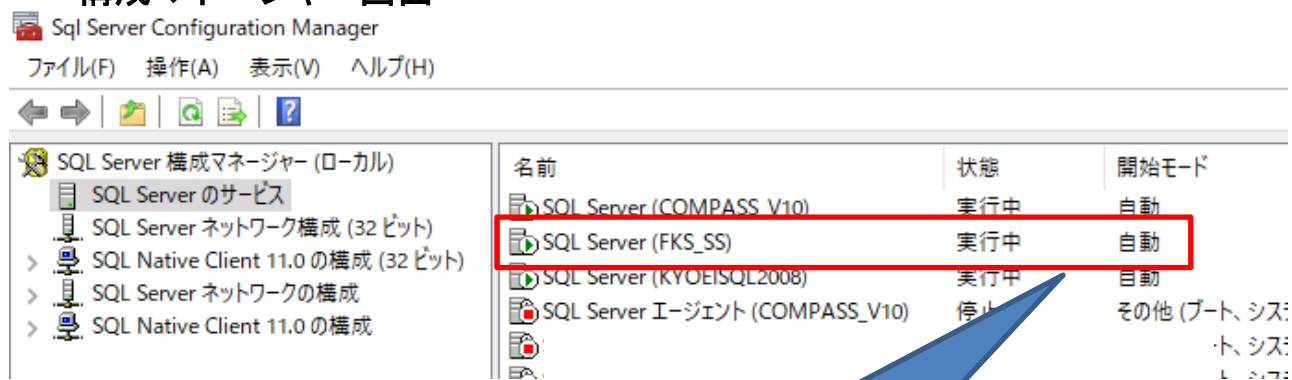 Sql Server Configuration Manager
ファイル(F) 操作(A) 表示(V) ヘルプ(H)
SQL Server 構成マネージャー (ローカル)
SQL Server のサービス
SQL Server ネットワーク構成 (32 ビット)
SQL Native Client 11.0 の構成 (32 ビット)
SQL Server ネットワークの構成
SQL Native Client 11.0 の構成
名前 状態 開始モード
SQL Server (COMPASS_V10) 実行中 自動
SQL Server (FKS_SS) 実行中 自動
SQL Server (KYOEISQL2008) 実行中 自動
SQL Server エージェント (COMPASS_V10) 停止 その他 (ブート、シス
ト、シス